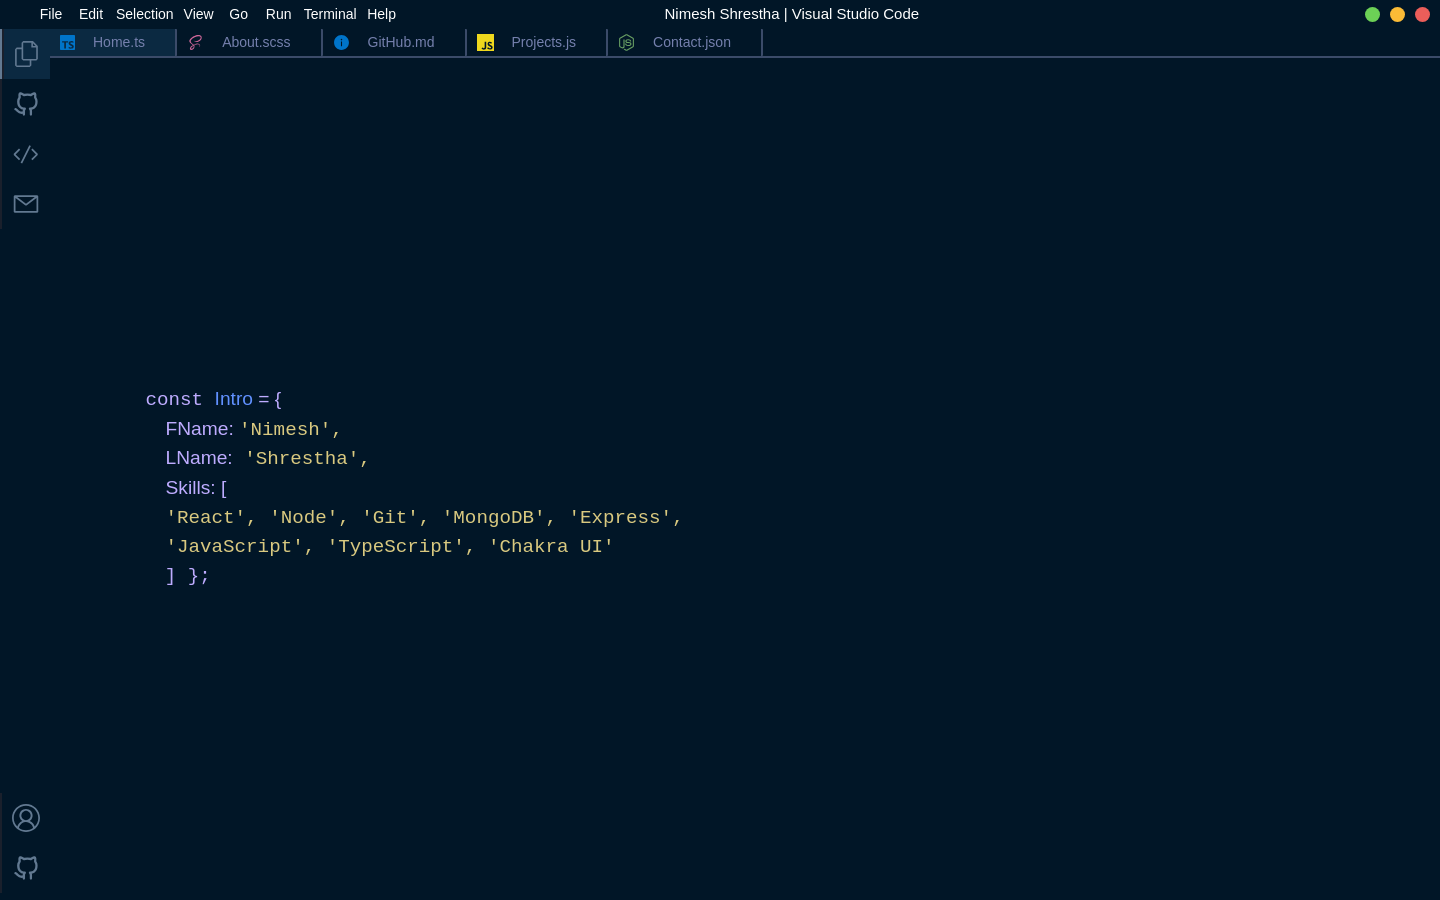 File Edit Selection View Go Run Terminal Help
Nimesh Shrestha | Visual Studio Code
TS Home.ts
About.scss
GitHub.md
JS Projects.js
Contact.json
const Intro = {
FName: 'Nimesh',
LName: 'Shrestha',
Skills: [
'React', 'Node', 'Git', 'MongoDB', 'Express',
'JavaScript', 'TypeScript', 'Chakra UI'
] };